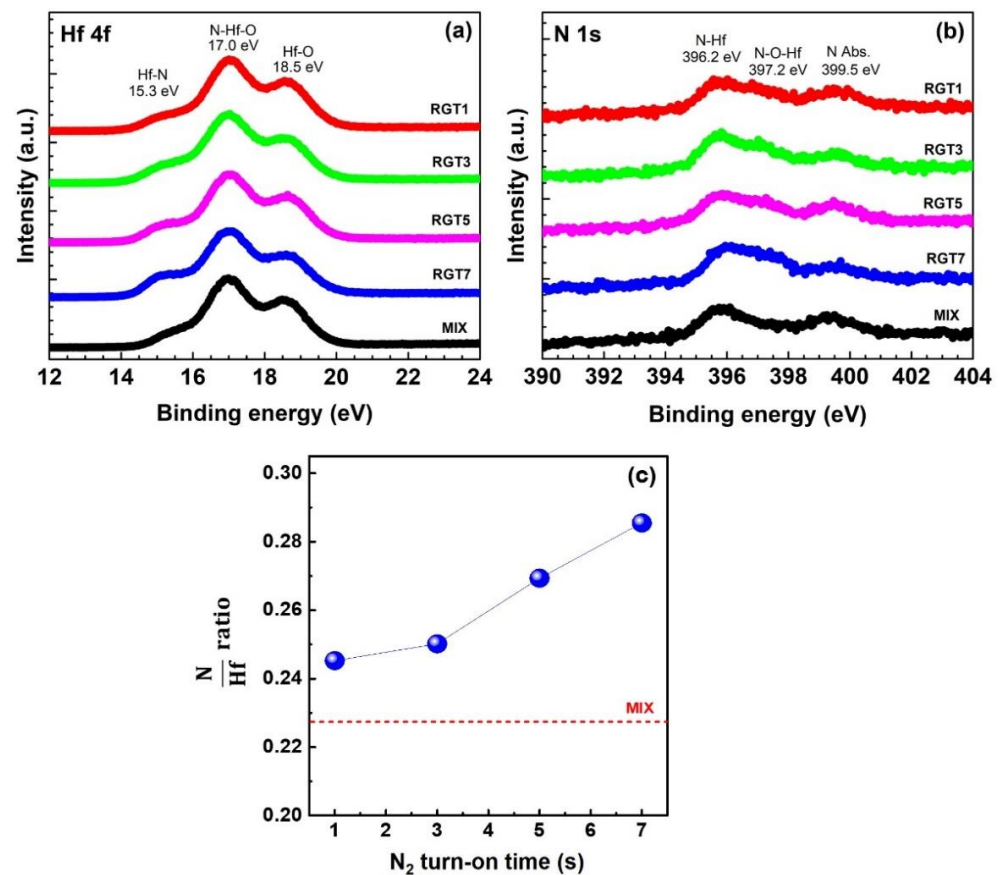 Hf 4f
(a)
Hf-N
15.3 eV
N-Hf-O
17.0 eV
Hf-O
18.5 eV
RGT1
RGT3
RGT5
RGT7
MIX
Intensity (a.u.)
12 14 16 18 20 22 24
Binding energy (eV)
N 1s
(b)
N-Hf
396.2 eV
N-O-Hf
397.2 eV
N Abs.
399.5 eV
RGT1
RGT3
RGT5
RGT7
MIX
Intensity (a.u.)
390 392 394 396 398 400 402 404
Binding energy (eV)
(c)
0.30
0.28
0.26
0.24
0.22
0.20
N/Hf ratio
MIX
1 2 3 4 5 6 7
N₂ turn-on time (s)